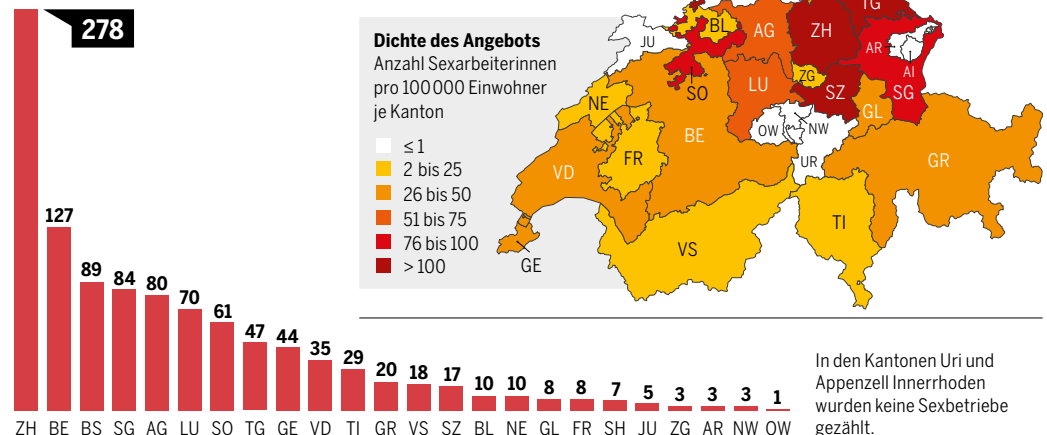 278
127
89
84
80
70
61
47
44
35
29
20
18
17
10
10
8
8
7
5
3
3
3
1
ZH BE BS SG AG LU SO TG GE VD TI GR VS SZ BL NE GL FR SH JU ZG AR NW OW
Dichte des Angebots
Anzahl Sexarbeiterinnen
pro 100 000 Einwohner
je Kanton
≤ 1
2 bis 25
26 bis 50
51 bis 75
76 bis 100
> 100
TG
BL
AG
ZH
JU
AR
AI
ZG
SO
LU
SZ
SG
NE
GL
BE
OW
NW
FR
UR
GR
VD
TI
VS
GE
In den Kantonen Uri und
Appenzell Innerrhoden
wurden keine Sexbetriebe
gezählt.